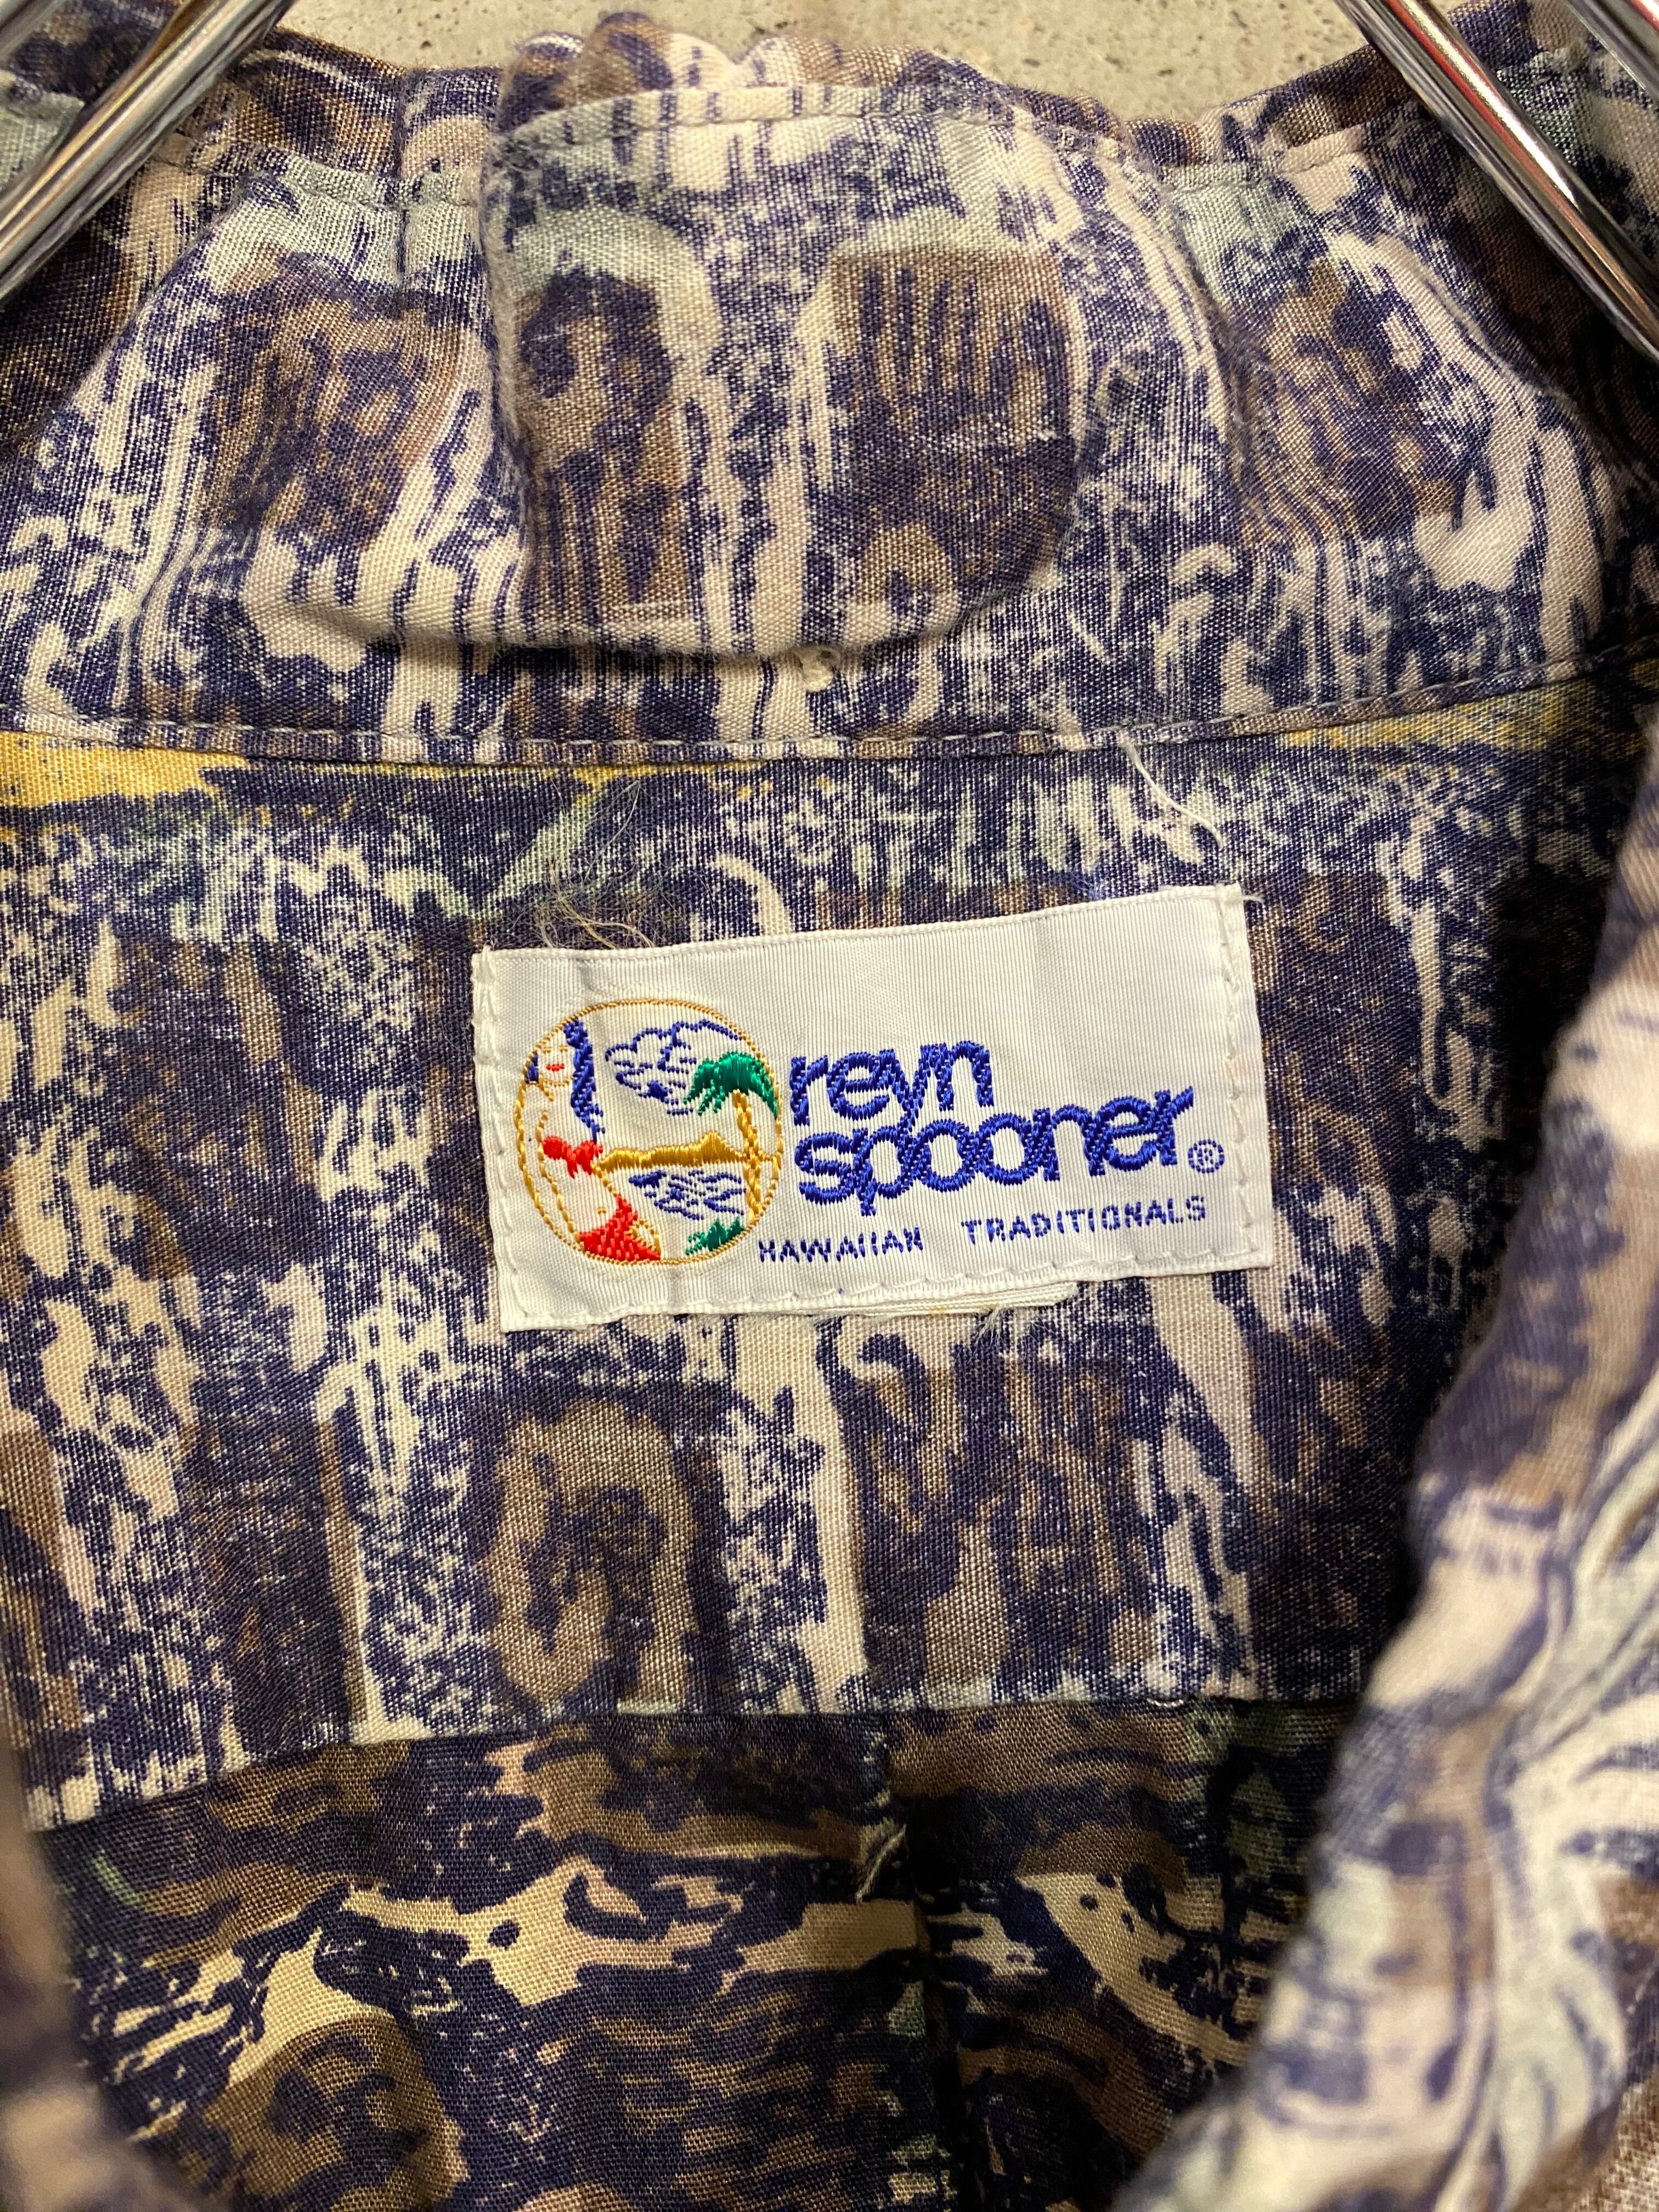 reyn
spooner®
HAWAIIAN TRADITIONALS